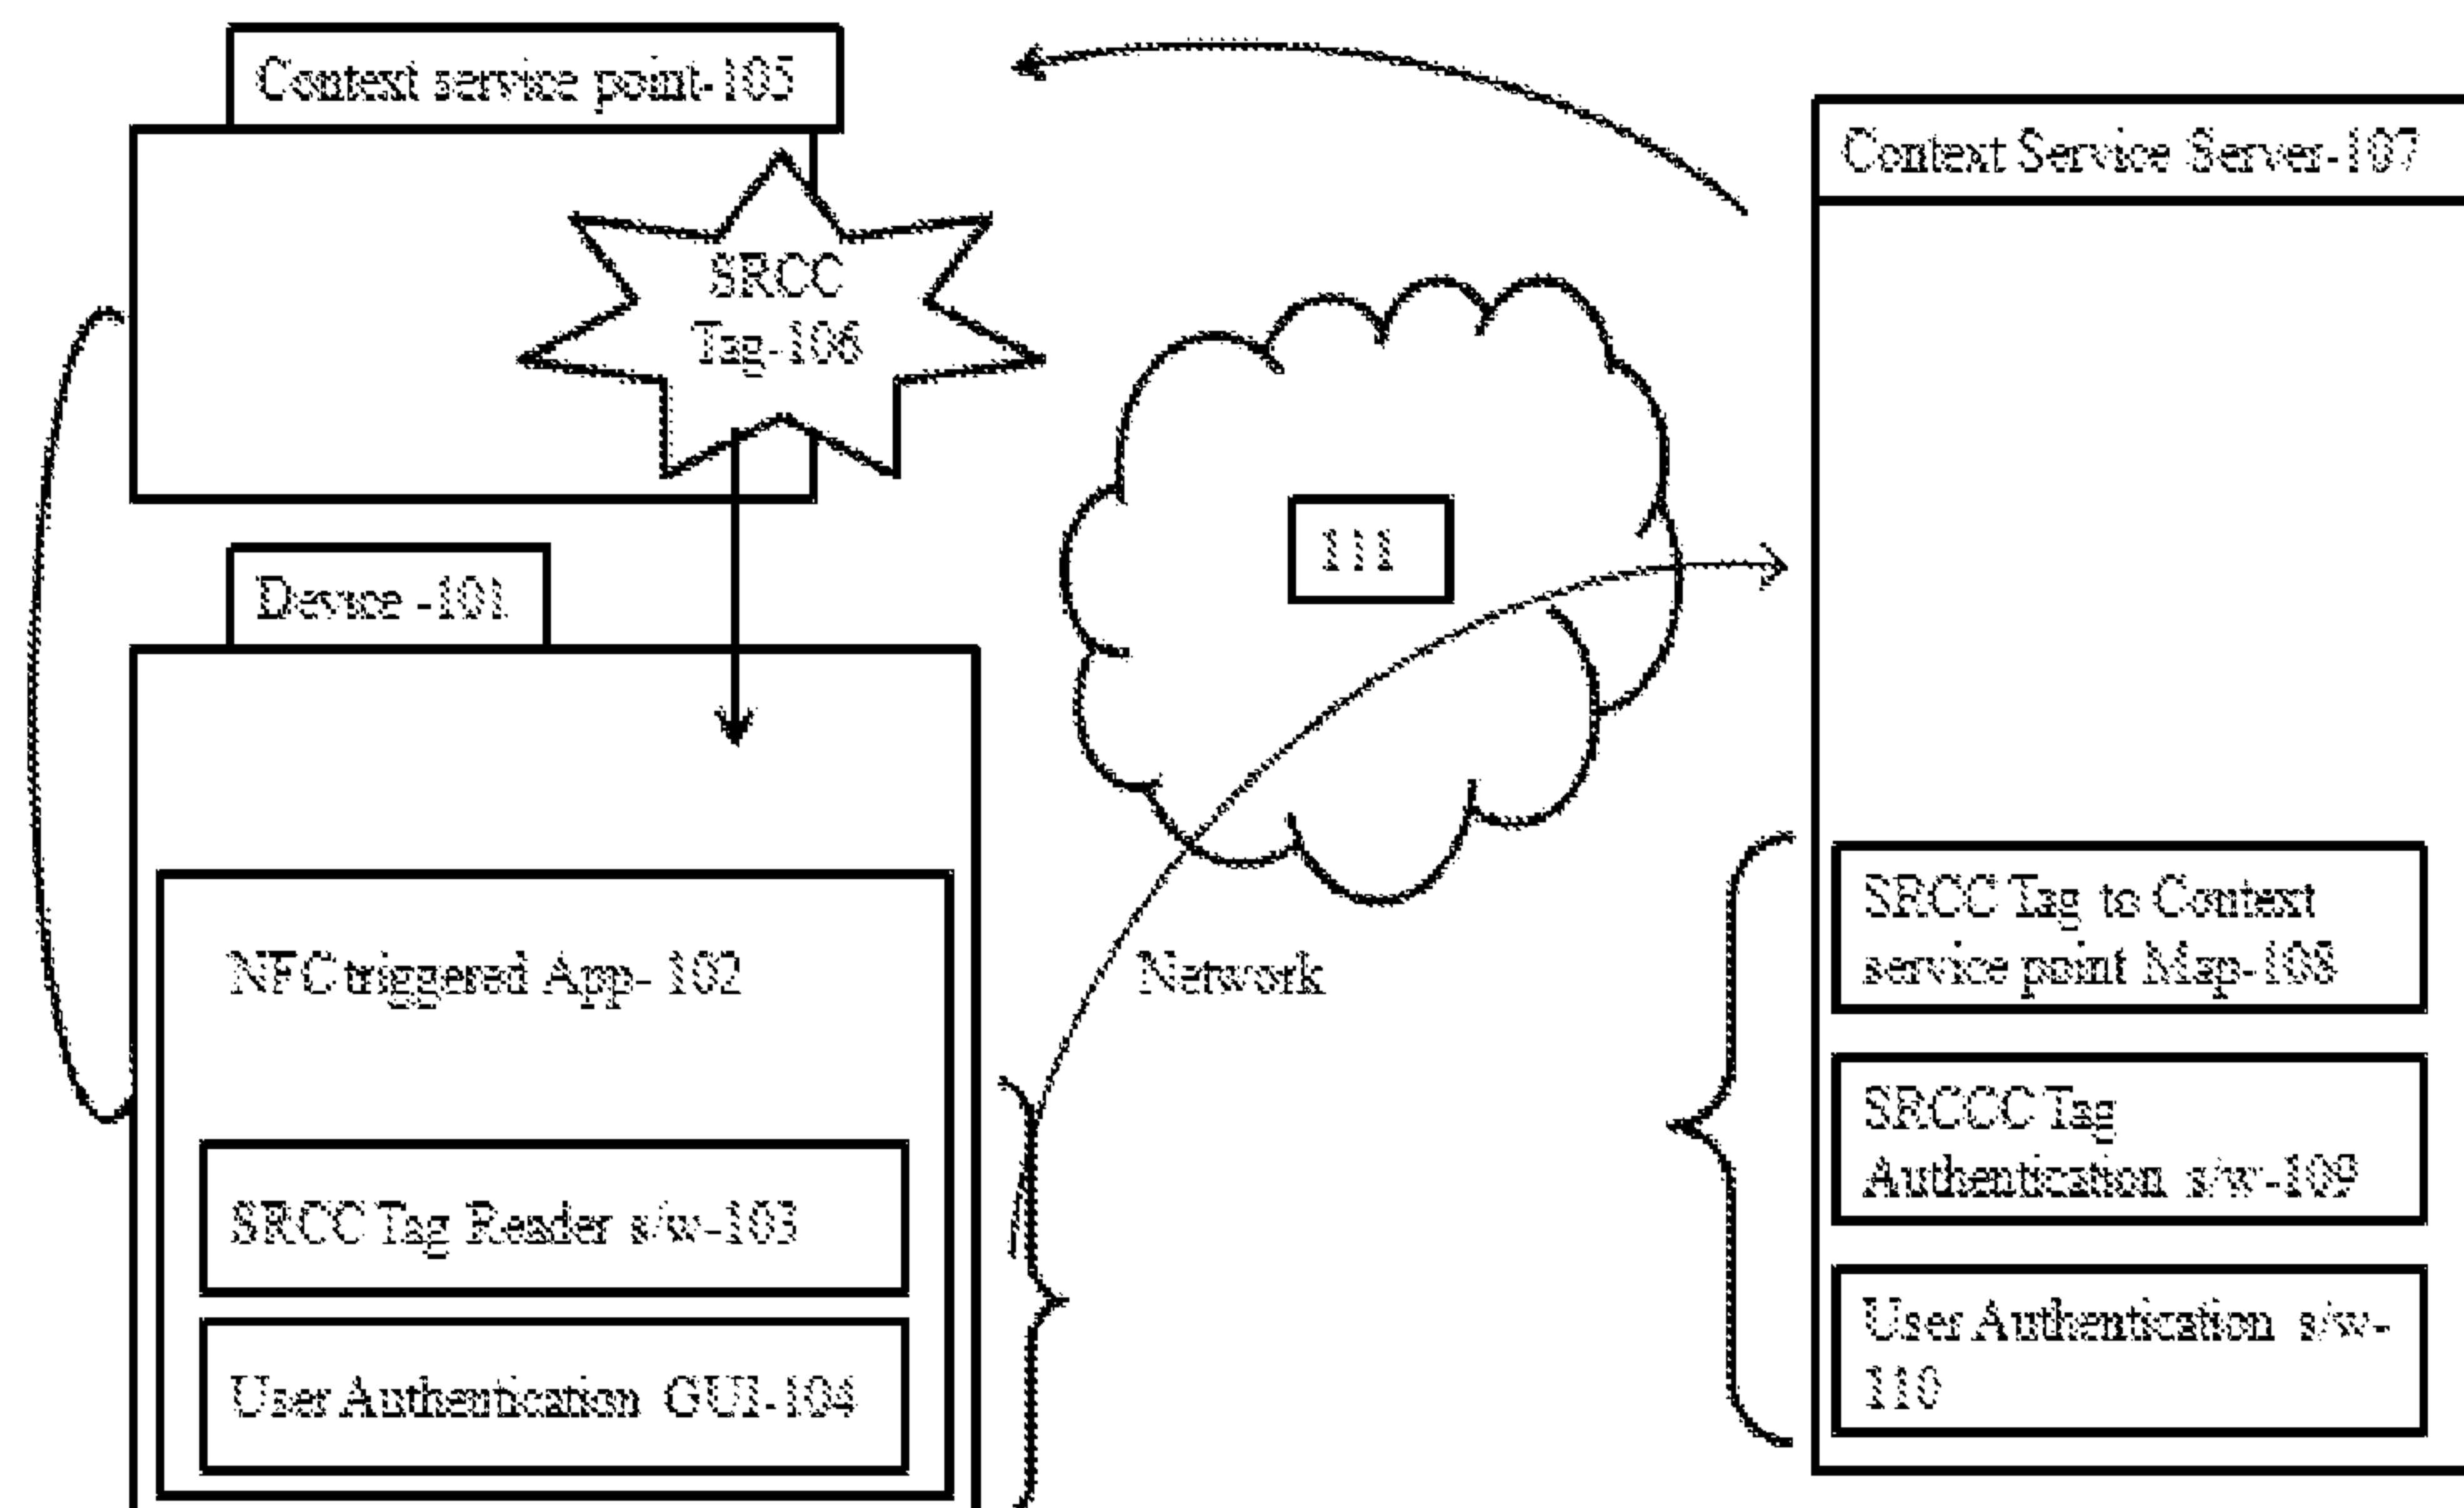 Context service point-105
SRCC
Tag-106
Device -101
NFC triggered App- 102
SRCC Tag Reader s/w-103
User Authentication GUI-104
111
Network
Context Service Server-107
SRCC Tag to Context
service point Map-108
SRCCC Tag
Authentication s/w-109
User Authentication s/w-
110